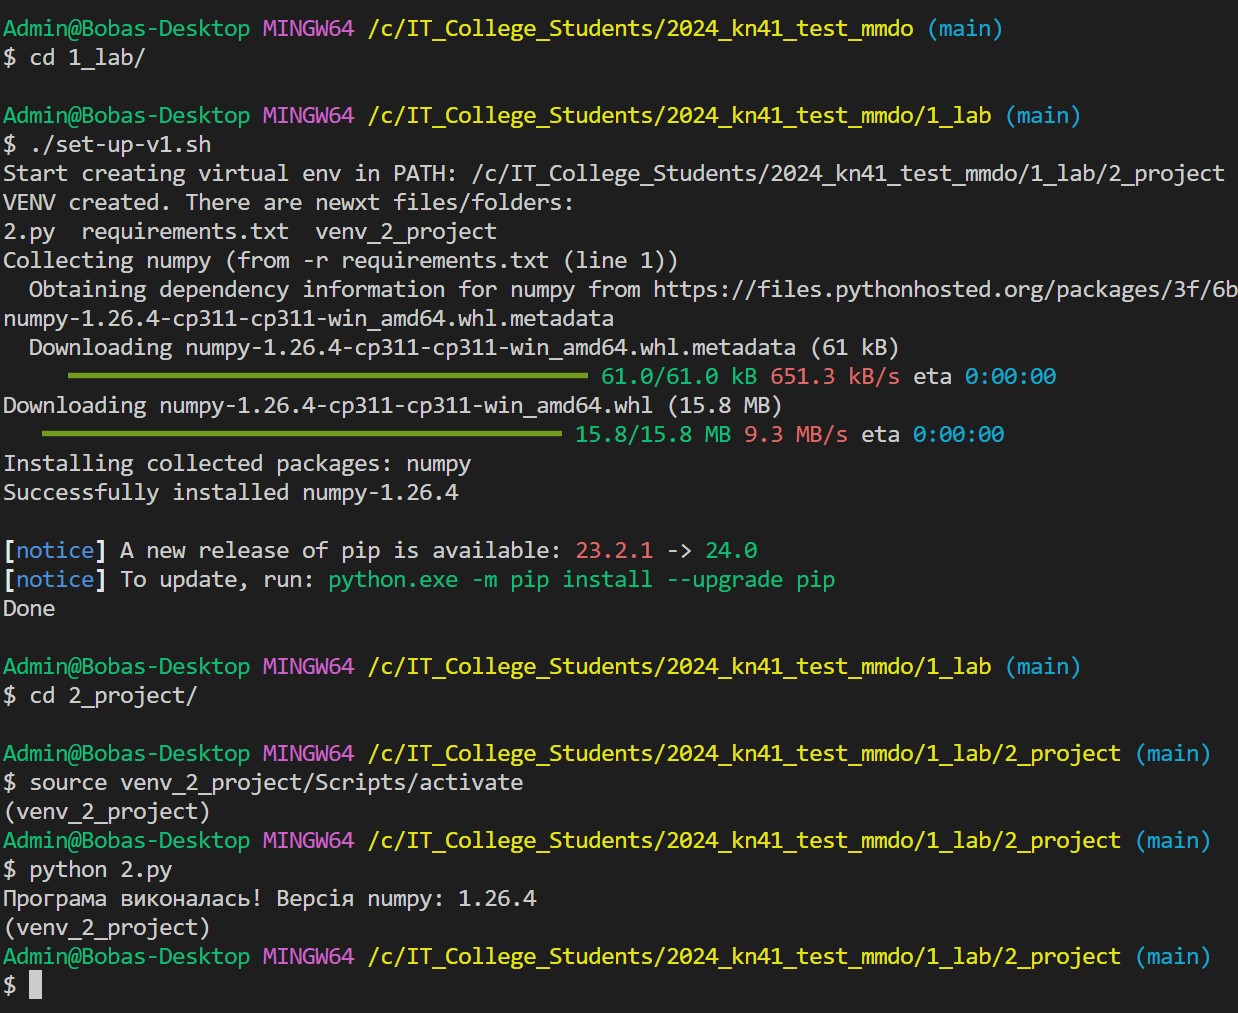 Admin@Bobas-Desktop MINGW64 /c/IT_College_Students/2024_kn41_test_mmdo (main)
$ cd 1_lab/
Admin@Bobas-Desktop MINGW64 /c/IT_College_Students/2024_kn41_test_mmdo/1_lab (main)
$ ./set-up-v1.sh
Start creating virtual env in PATH: /c/IT_College_Students/2024_kn41_test_mmdo/1_lab/2_project
VENV created. There are newxt files/folders:
2.py  requirements.txt  venv_2_project
Collecting numpy (from -r requirements.txt (line 1))
  Obtaining dependency information for numpy from https://files.pythonhosted.org/packages/3f/6b
numpy-1.26.4-cp311-cp311-win_amd64.whl.metadata
  Downloading numpy-1.26.4-cp311-cp311-win_amd64.whl.metadata (61 kB)
61.0/61.0 kB 651.3 kB/s eta 0:00:00
Downloading numpy-1.26.4-cp311-cp311-win_amd64.whl (15.8 MB)
15.8/15.8 MB 9.3 MB/s eta 0:00:00
Installing collected packages: numpy
Successfully installed numpy-1.26.4
[notice] A new release of pip is available: 23.2.1 -> 24.0
[notice] To update, run: python.exe -m pip install --upgrade pip
Done
Admin@Bobas-Desktop MINGW64 /c/IT_College_Students/2024_kn41_test_mmdo/1_lab (main)
$ cd 2_project/
Admin@Bobas-Desktop MINGW64 /c/IT_College_Students/2024_kn41_test_mmdo/1_lab/2_project (main)
$ source venv_2_project/Scripts/activate
(venv_2_project)
Admin@Bobas-Desktop MINGW64 /c/IT_College_Students/2024_kn41_test_mmdo/1_lab/2_project (main)
$ python 2.py
Програма виконалась! Версія numpy: 1.26.4
(venv_2_project)
Admin@Bobas-Desktop MINGW64 /c/IT_College_Students/2024_kn41_test_mmdo/1_lab/2_project (main)
$